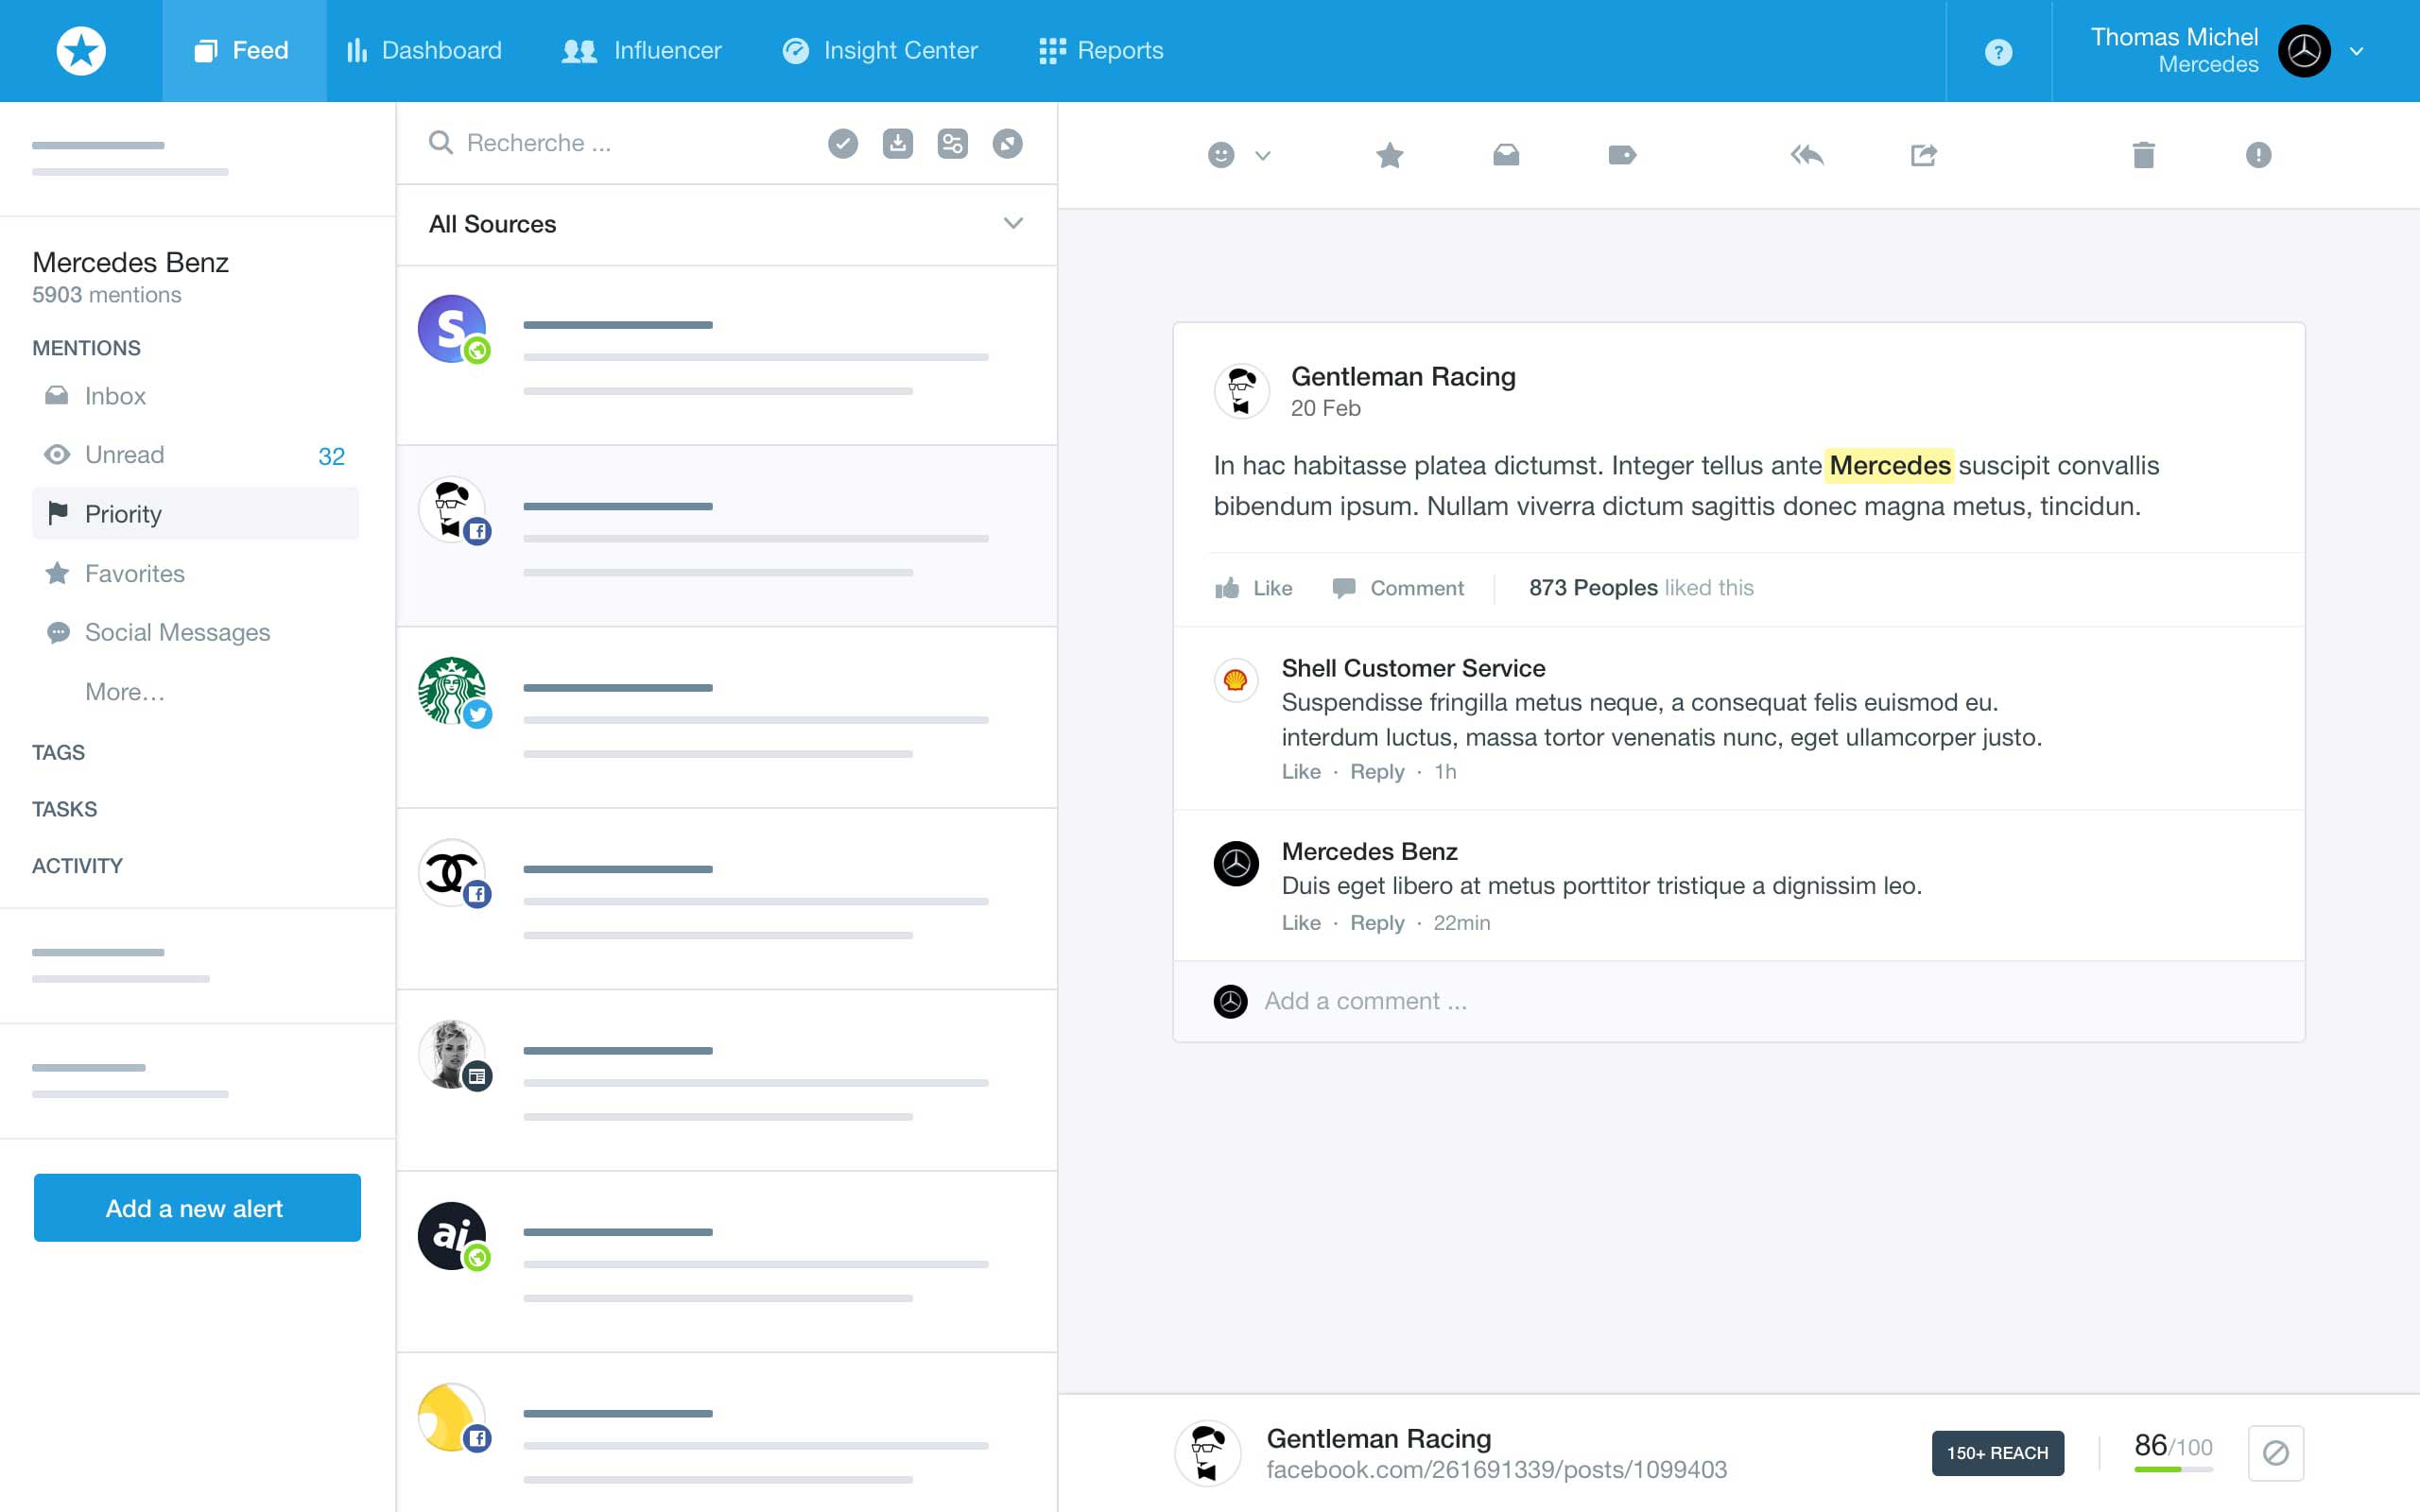 Feed
Dashboard
Influencer
Insight Center
Reports
?
Thomas Michel
Mercedes
Mercedes Benz
5903 mentions
MENTIONS
Inbox
Unread 32
Priority
Favorites
Social Messages
More...
TAGS
TASKS
ACTIVITY
Add a new alert
Recherche ...
All Sources
S
ai
Gentleman Racing
20 Feb
In hac habitasse platea dictumst. Integer tellus ante Mercedes suscipit convallis
bibendum ipsum. Nullam viverra dictum sagittis donec magna metus, tincidun.
Like
Comment
873 Peoples liked this
Shell Customer Service
Suspendisse fringilla metus neque, a consequat felis euismod eu.
interdum luctus, massa tortor venenatis nunc, eget ullamcorper justo.
Like · Reply · 1h
Mercedes Benz
Duis eget libero at metus porttitor tristique a dignissim leo.
Like · Reply · 22min
Add a comment ...
Gentleman Racing
facebook.com/261691339/posts/1099403
150+ REACH
86/100